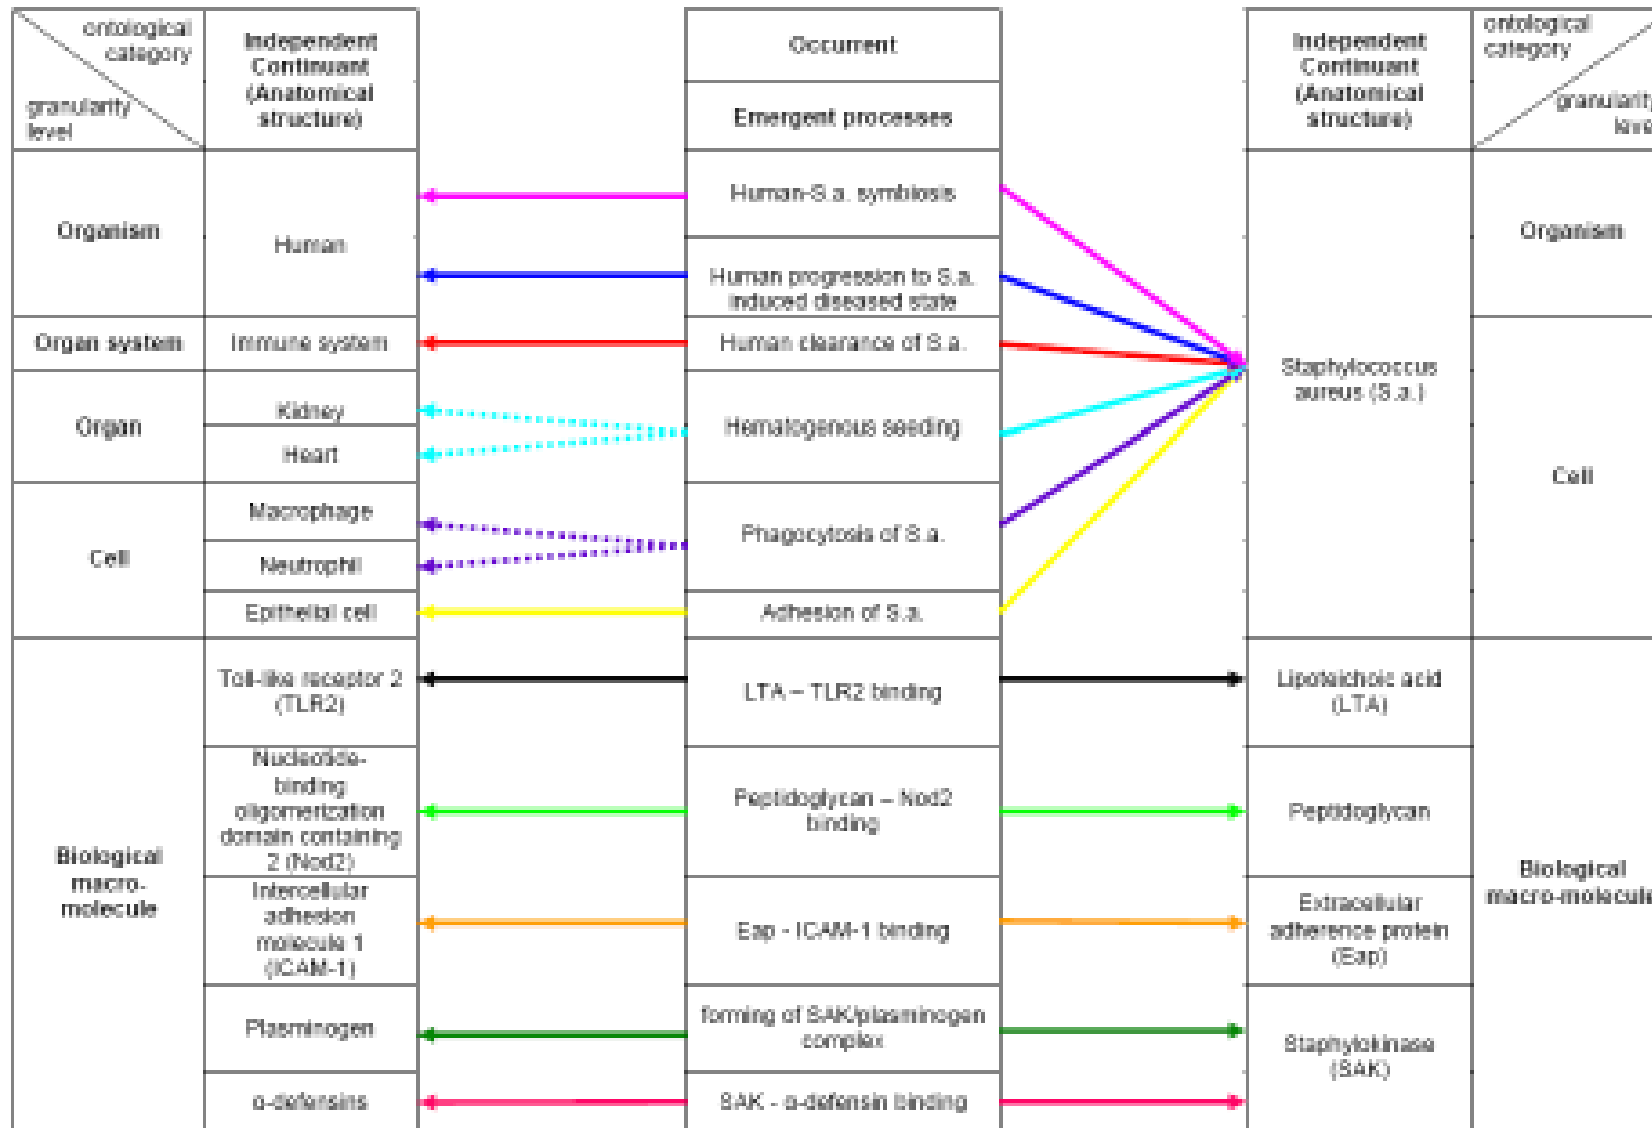 ontological
category
granularity
level
Independent
Continuant
(Anatomical
structure)
Occurrent
Emergent processes
Independent
Continuant
(Anatomical
structure)
ontological
category
granularity
level
Organism
Human
Human-S.a. symbiosis
Human progression to S.a.
induced diseased state
Staphylococcus
aureus (S.a.)
Organism
Organ system
Immune system
Human clearance of S.a.
Cell
Organ
Kidney
Heart
Hematogenous seeding
Cell
Macrophage
Neutrophil
Phagocytosis of S.a.
Epithelial cell
Adhesion of S.a.
Biological
macro-
molecule
Toll-like receptor 2
(TLR2)
LTA – TLR2 binding
Lipoteichoic acid
(LTA)
Biological
macro-molecule
Nucleotide-
binding
oligomerization
domain containing
2 (Nod2)
Peptidoglycan – Nod2
binding
Peptidoglycan
Intercellular
adhesion
molecule 1
(ICAM-1)
Eap - ICAM-1 binding
Extracellular
adherence protein
(Eap)
Plasminogen
forming of SAK/plasminogen
complex
Staphylokinase
(SAK)
α-defensins
SAK - α-defensin binding